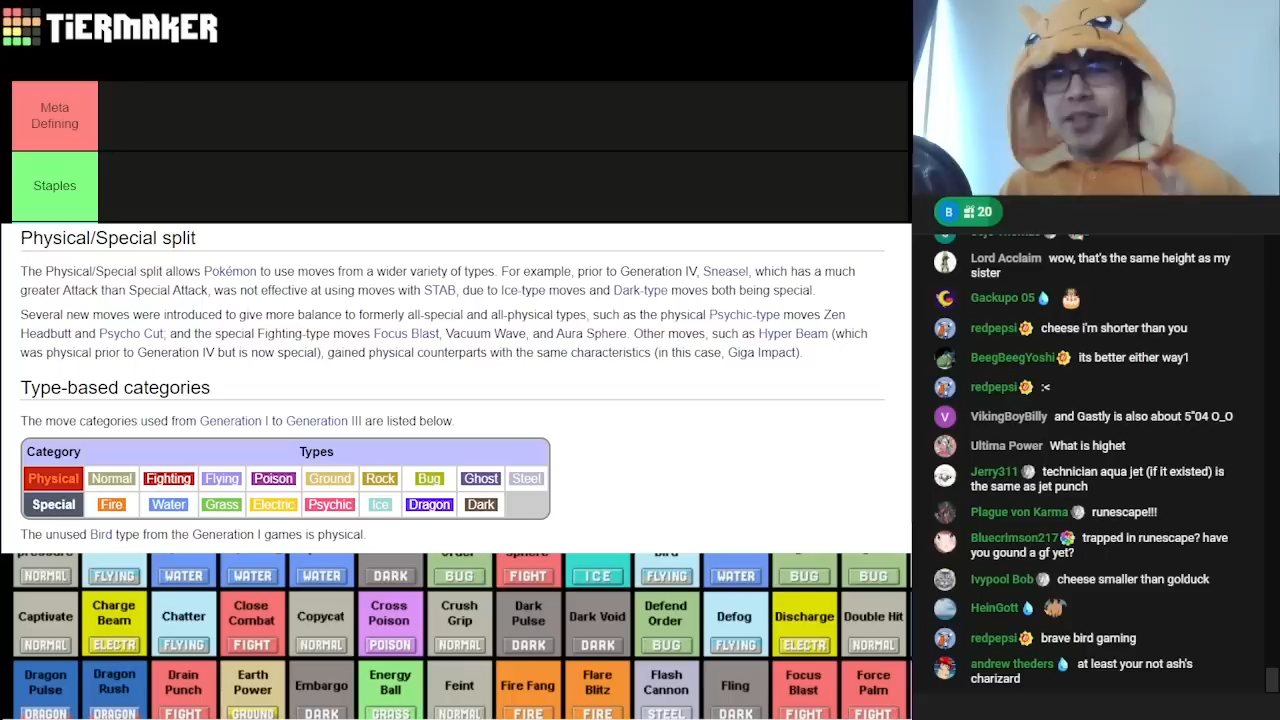 TiERMAKER
Meta
Defining
Staples
Physical/Special split
The Physical/Special split allows Pokémon to use moves from a wider variety of types. For example, prior to Generation IV, Sneasel, which has a much
greater Attack than Special Attack, was not effective at using moves with STAB, due to Ice-type moves and Dark-type moves both being special.
Several new moves were introduced to give more balance to formerly all-special and all-physical types, such as the physical Psychic-type moves Zen
Headbutt and Psycho Cut; and the special Fighting-type moves Focus Blast, Vacuum Wave, and Aura Sphere. Other moves, such as Hyper Beam (which
was physical prior to Generation IV but is now special), gained physical counterparts with the same characteristics (in this case, Giga Impact).
Type-based categories
The move categories used from Generation I to Generation III are listed below.
Category Types
Physical Normal Fighting Flying Poison Ground Rock Bug Ghost Steel
Special Fire Water Grass Electric Psychic Ice Dragon Dark
The unused Bird type from the Generation I games is physical.
NORMAL FLYING WATER WATER WATER DARK BUG FIGHT ICE FLYING WATER BUG BUG
Captivate Charge Beam Chatter Close Combat Copycat Cross Poison Crush Grip Dark Pulse Dark Void Defend Order Defog Discharge Double Hit
NORMAL ELECTR FLYING FIGHT NORMAL POISON NORMAL DARK DARK BUG FLYING ELECTR NORMAL
Dragon Pulse Dragon Rush Drain Punch Earth Power Embargo Energy Ball Feint Fire Fang Flare Blitz Flash Cannon Fling Focus Blast Force Palm
DRAGON DRAGON FIGHT GROUND DARK GRASS NORMAL FIRE FIRE STEEL DARK FIGHT FIGHT
B 20
Lord Acclaim wow, that's the same height as my
sister
Gackupo 05
redpepsi cheese i'm shorter than you
BeegBeegYoshi its better either way1
redpepsi :<
V VikingBoyBilly and Gastly is also about 5"04 O_O
Ultima Power What is highet
Jerry311 technician aqua jet (if it existed) is
the same as jet punch
Plague von Karma runescape!!!
Bluecrimson217 trapped in runescape? have
you gound a gf yet?
Ivypool Bob cheese smaller than golduck
HeinGott
redpepsi brave bird gaming
andrew theders at least your not ash's
charizard